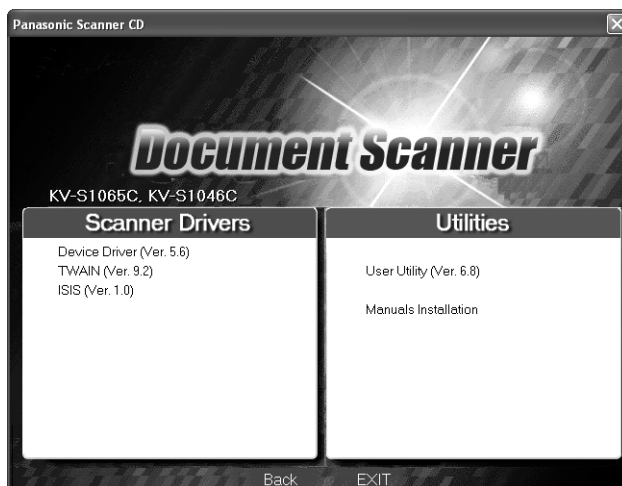 Panasonic Scanner CD
Document Scanner
KV-S1065C, KV-S1046C
Scanner Drivers
Device Driver (Ver. 5.6)
TWAIN (Ver. 9.2)
ISIS (Ver. 1.0)
Utilities
User Utility (Ver. 6.8)
Manuals Installation
Back
EXIT